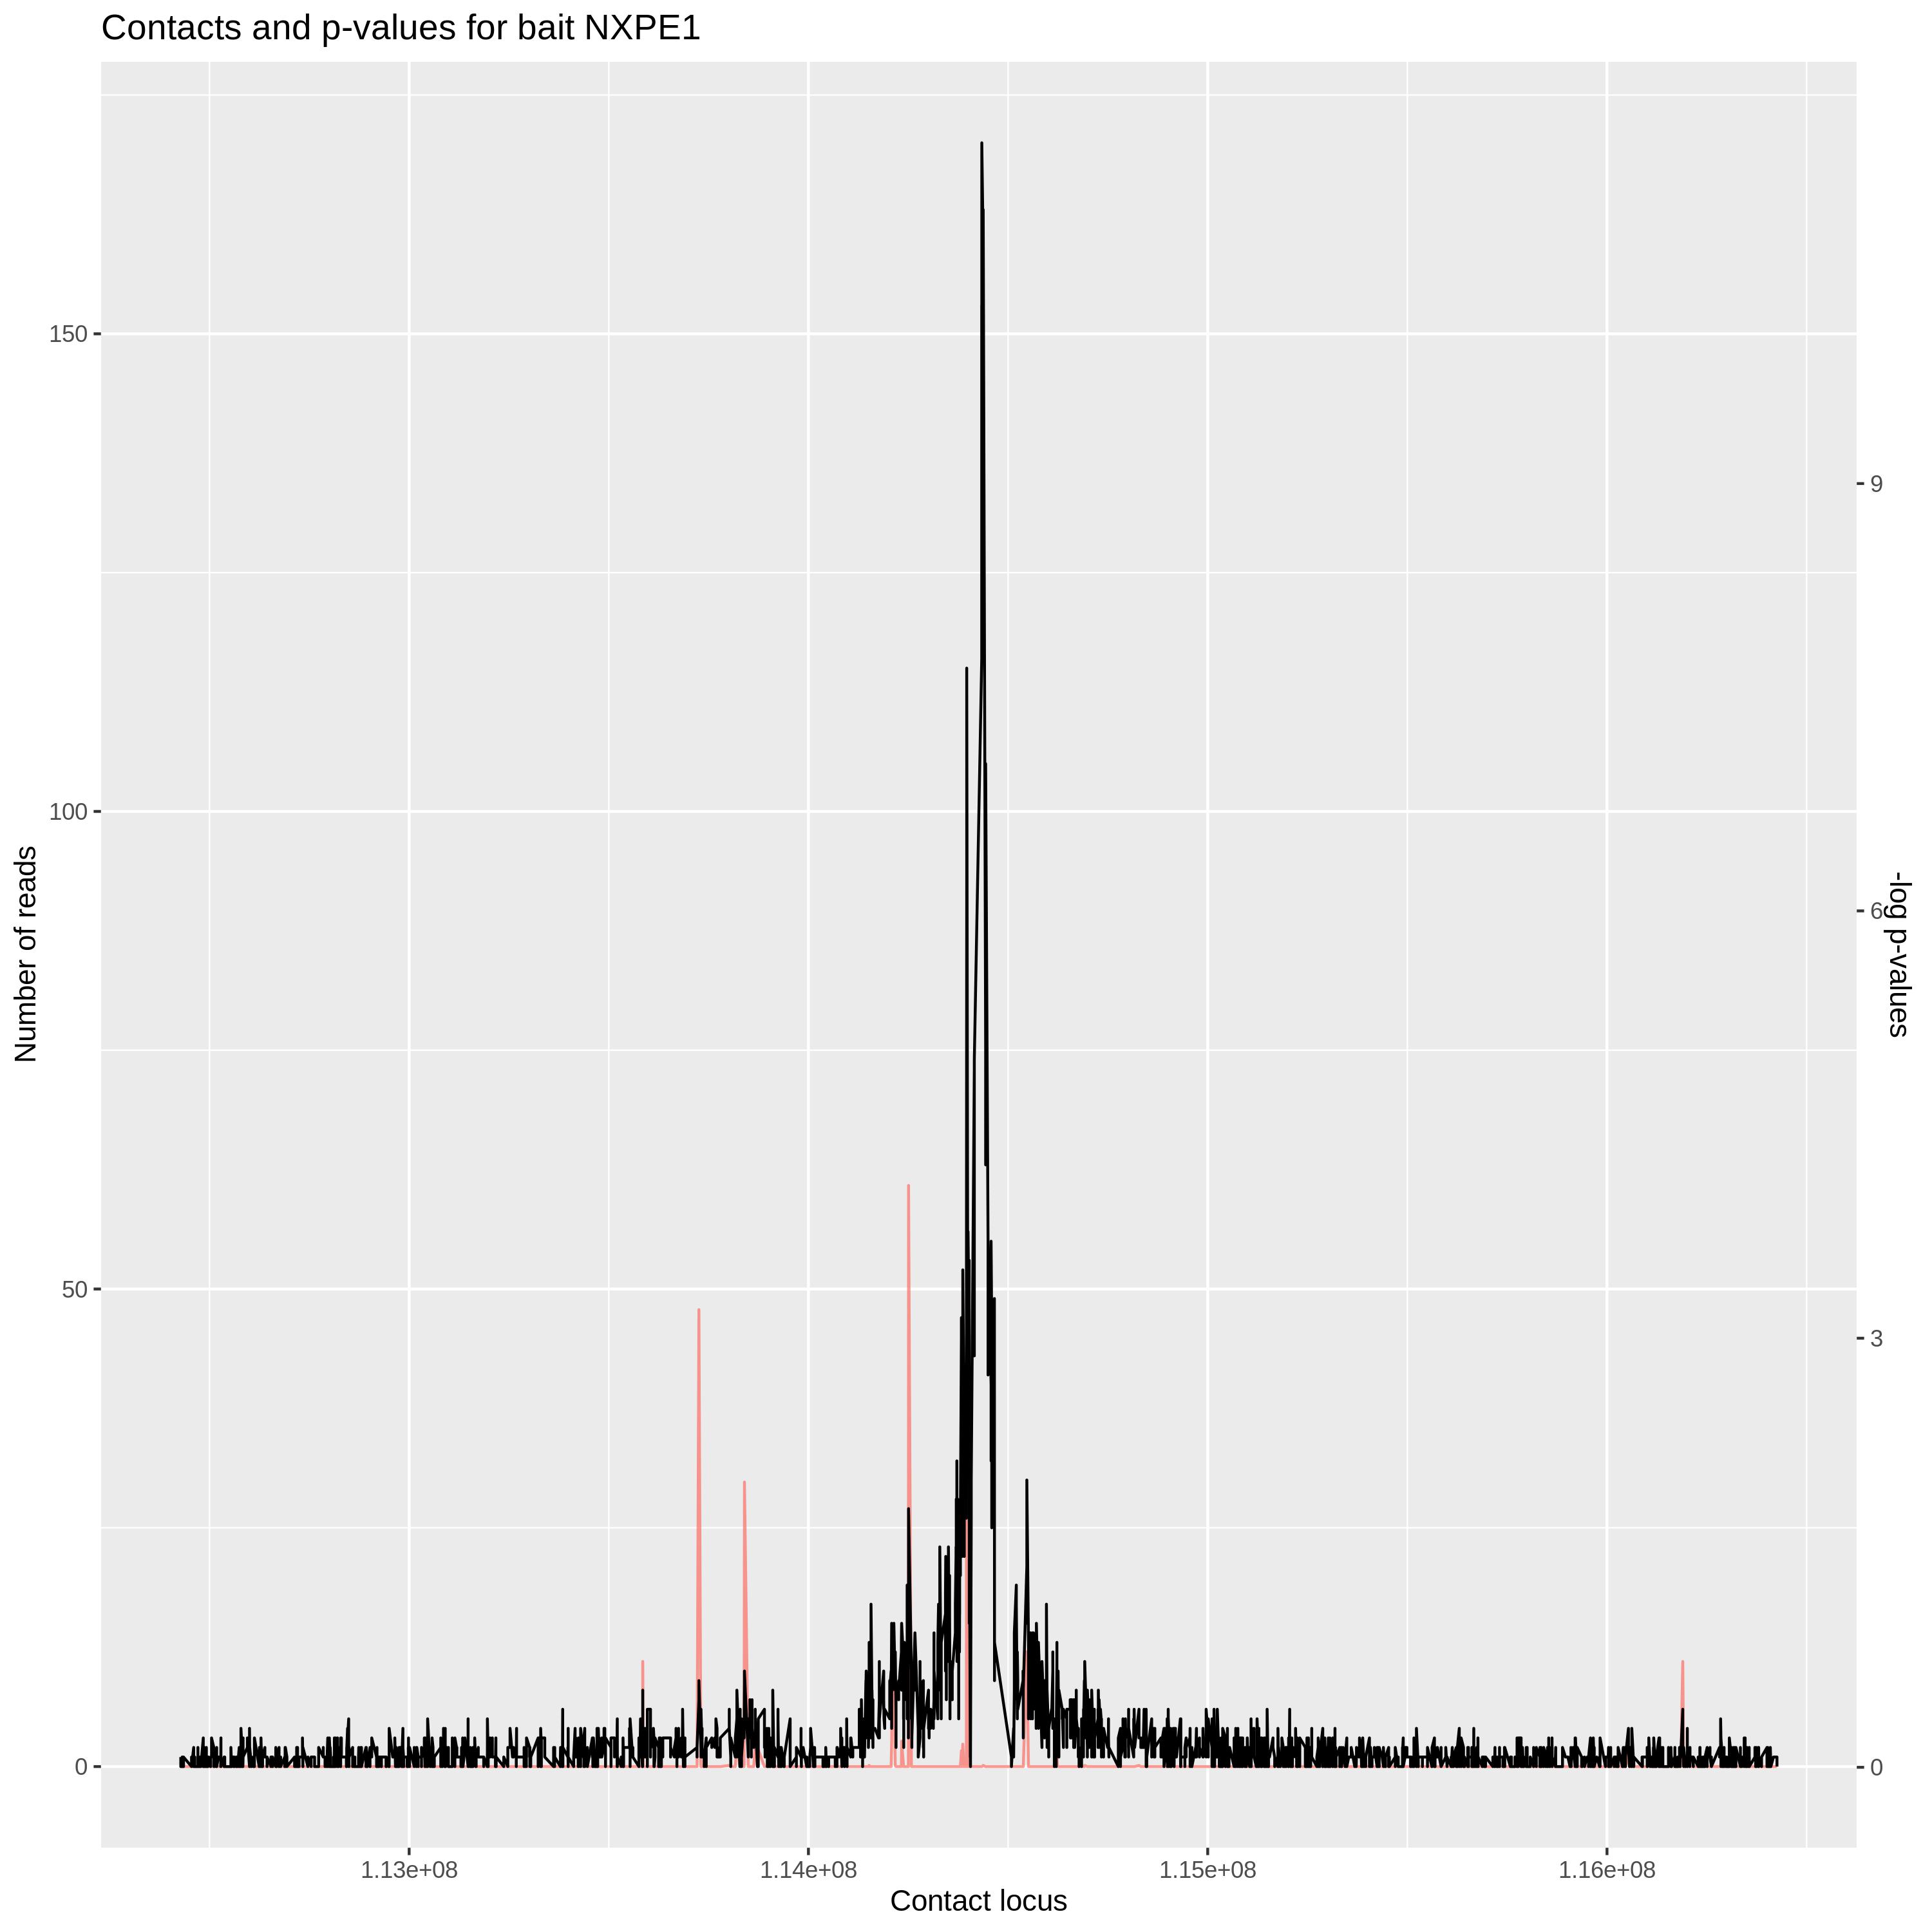 Contacts and p-values for bait NXPE1
150
100
50
0
Number of reads
9
6
3
0
-log p-values
1.13e+08
1.14e+08
1.15e+08
1.16e+08
Contact locus